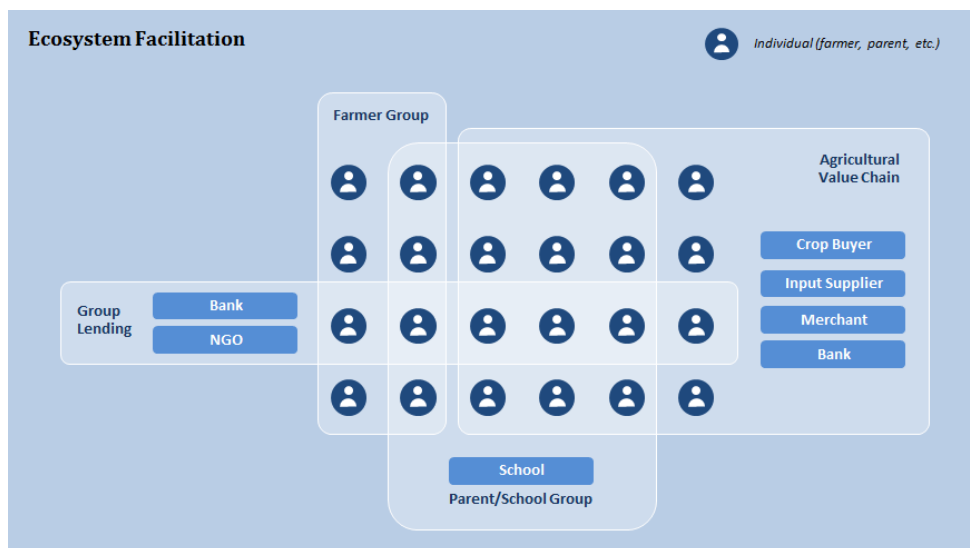 Ecosystem Facilitation
Individual (farmer, parent, etc.)
Farmer Group
Agricultural
Value Chain
Crop Buyer
Input Supplier
Merchant
Bank
Group
Lending
Bank
NGO
School
Parent/School Group